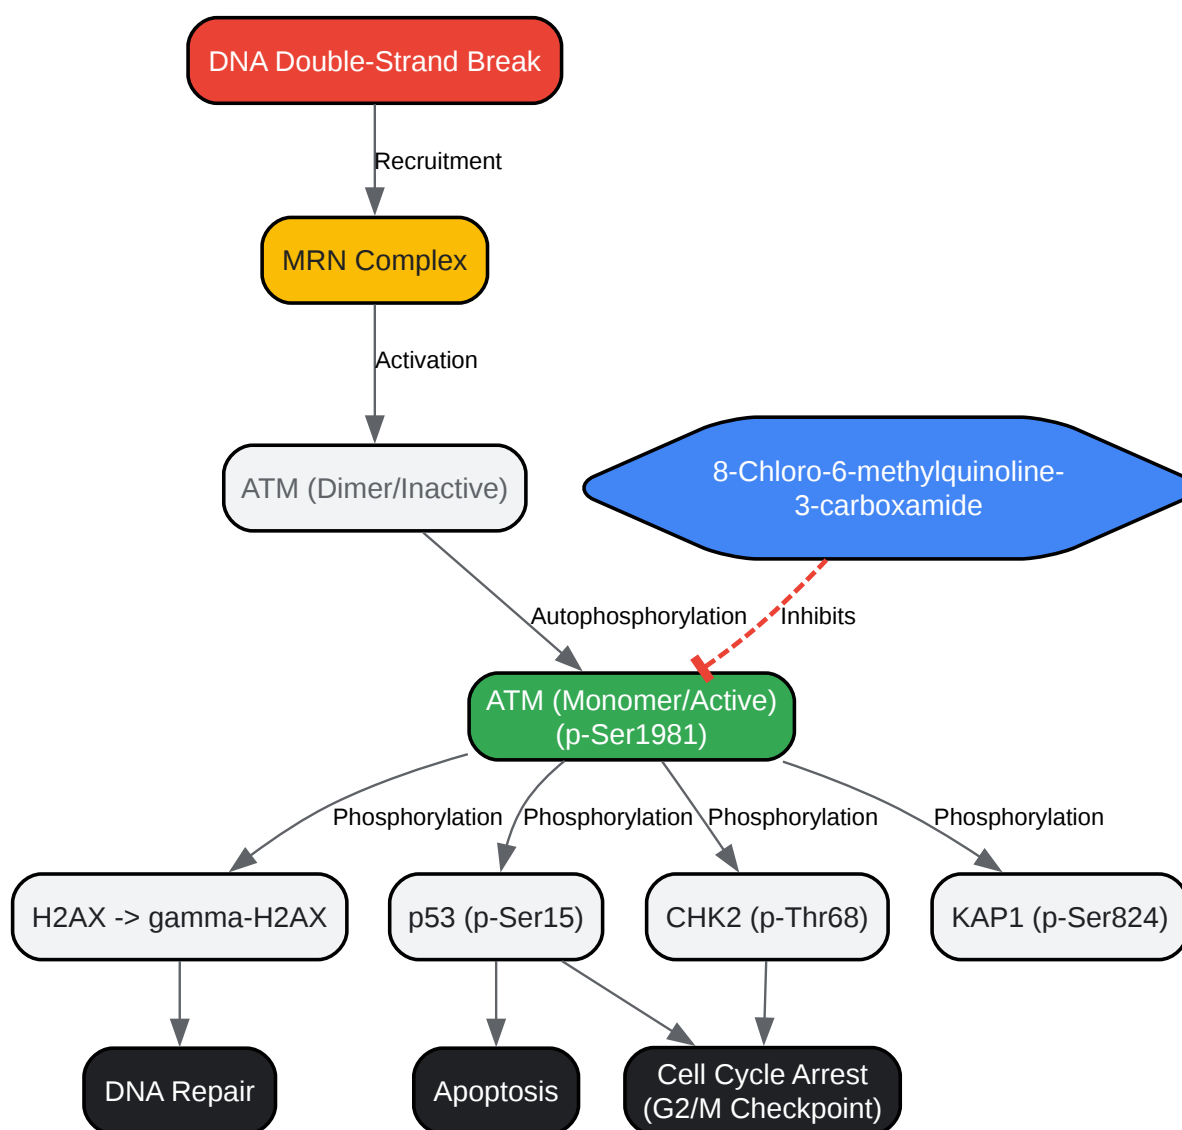 DNA Double-Strand Break
Recruitment
MRN Complex
Activation
ATM (Dimer/Inactive)
8-Chloro-6-methylquinoline-
3-carboxamide
Autophosphorylation
Inhibits
ATM (Monomer/Active)
(p-Ser1981)
Phosphorylation
Phosphorylation
Phosphorylation
Phosphorylation
H2AX -> gamma-H2AX
p53 (p-Ser15)
CHK2 (p-Thr68)
KAP1 (p-Ser824)
DNA Repair
Apoptosis
Cell Cycle Arrest
(G2/M Checkpoint)